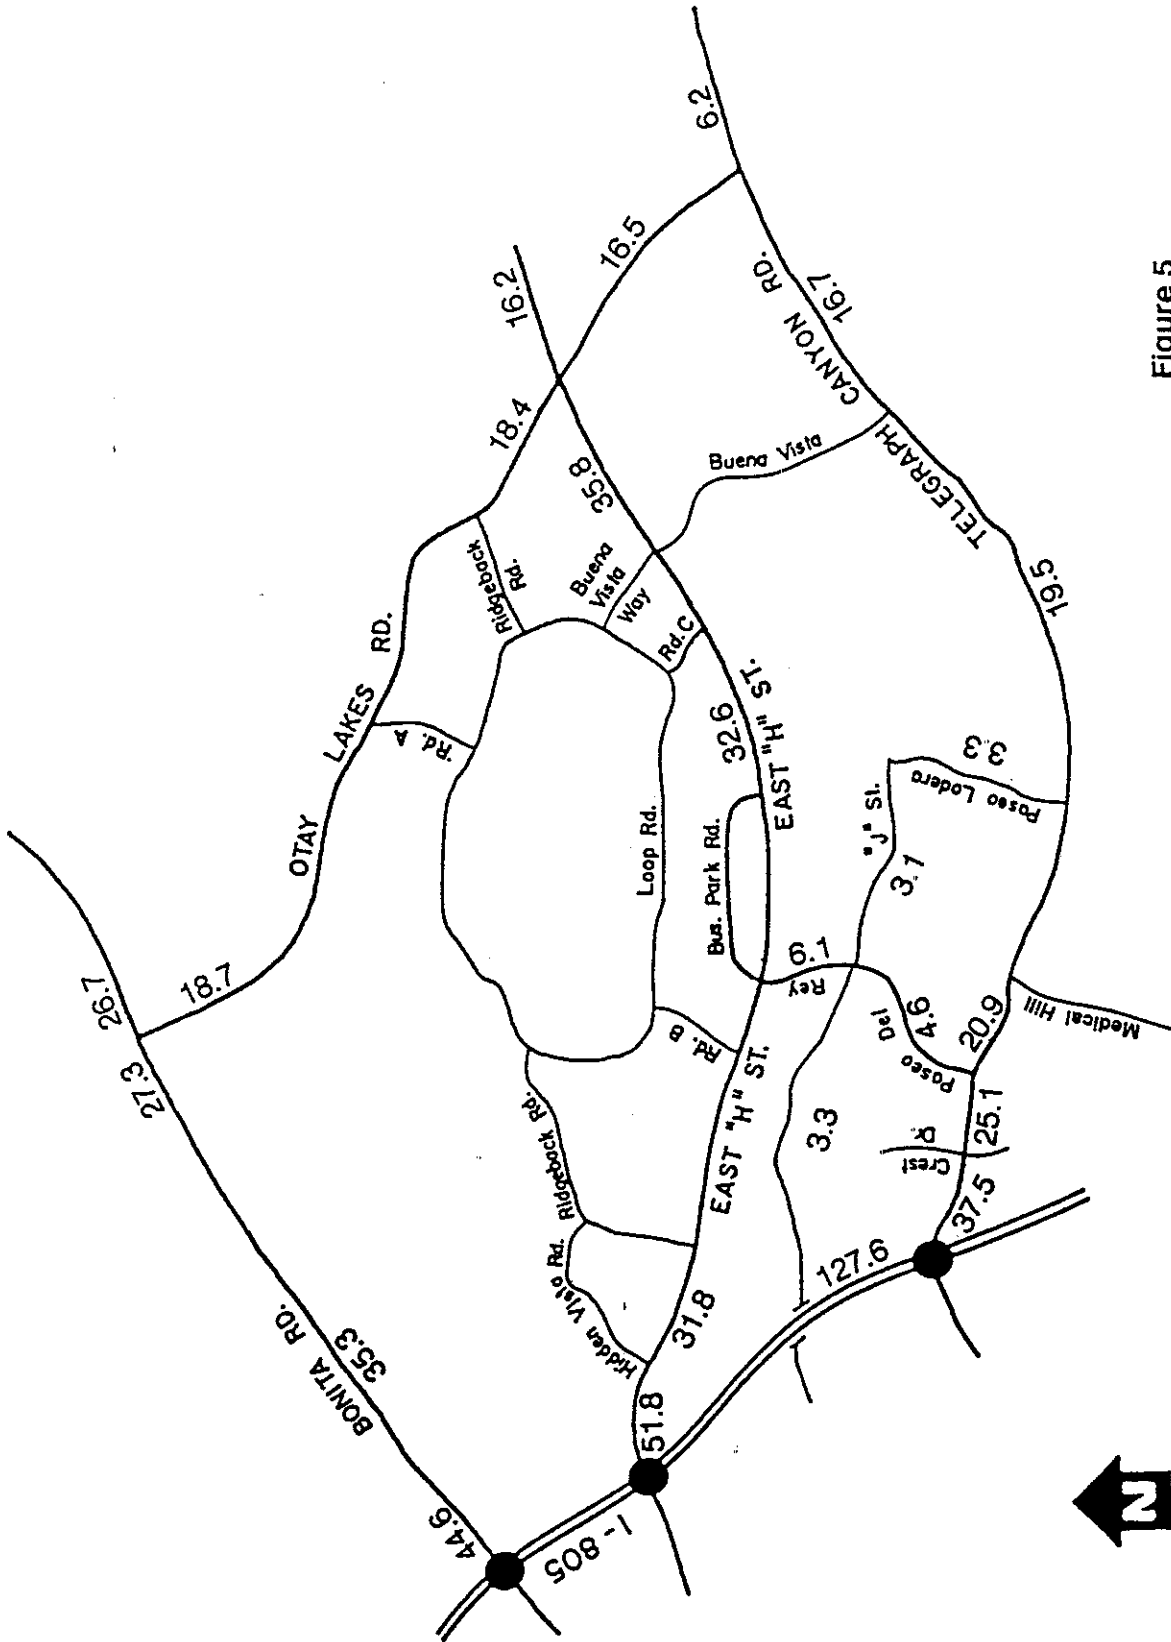 BONITA RD.
44.6
35.3
27.3
26.7
18.7
OTAY LAKES RD.
18.4
16.5
16.2
6.2
Rd. A
Ridgeback Rd.
Buena Vista Way
Rd. C
35.8
Buena Vista
TELEGRAPH CANYON RD.
16.7
19.5
Loop Rd.
Bus. Park Rd.
32.6
EAST "H" ST.
Rd. B
Ridgeback Rd.
Hidden Vista Rd.
EAST "H" ST.
31.8
51.8
I-805
127.6
37.5
Crest Dr.
25.1
20.9
Paseo Del Rey
4.6
6.1
3.3
3.1
"J" St.
Paseo Ladera
3.3
Medical Hill
N
Figure 5